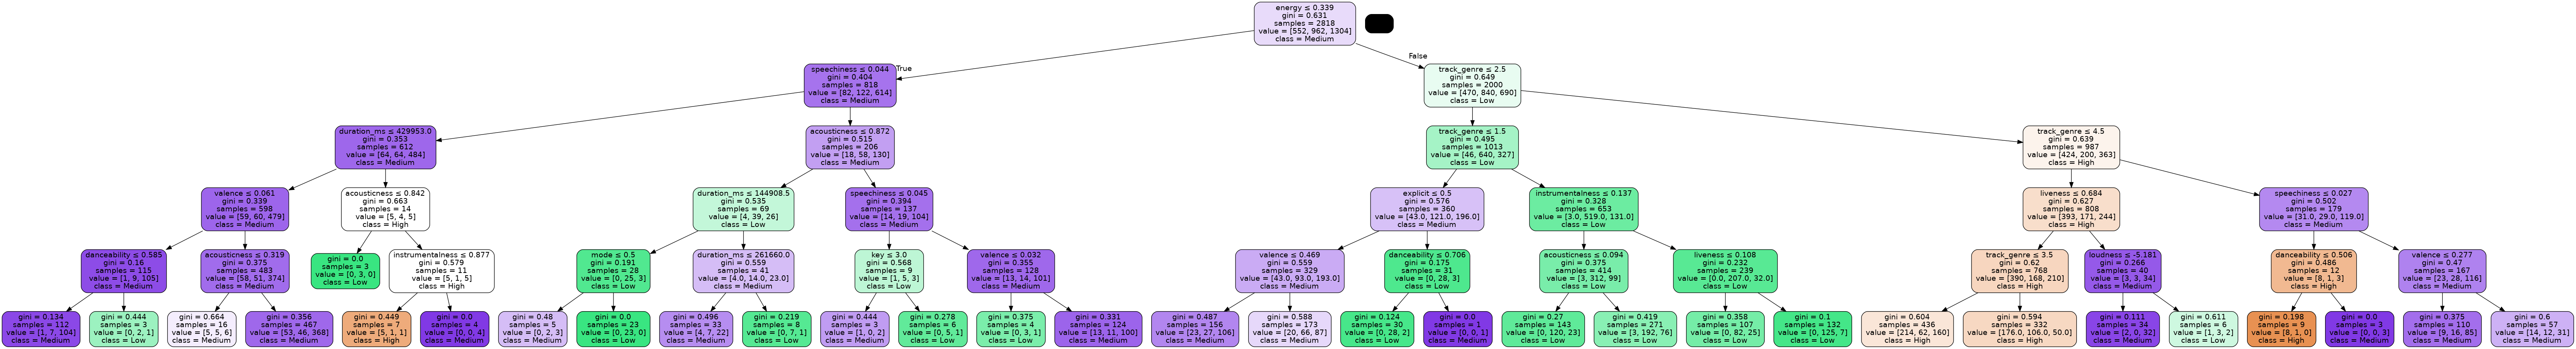 energy ≤ 0.339
gini = 0.631
samples = 2818
value = [552, 962, 1304]
class = Medium
True
False
speechiness ≤ 0.044
gini = 0.404
samples = 818
value = [82, 122, 614]
class = Medium
track_genre ≤ 2.5
gini = 0.649
samples = 2000
value = [470, 840, 690]
class = Low
duration_ms ≤ 429953.0
gini = 0.353
samples = 612
value = [64, 64, 484]
class = Medium
acousticness ≤ 0.872
gini = 0.515
samples = 206
value = [18, 58, 130]
class = Medium
track_genre ≤ 1.5
gini = 0.495
samples = 1013
value = [46, 640, 327]
class = Low
track_genre ≤ 4.5
gini = 0.639
samples = 987
value = [424, 200, 363]
class = High
valence ≤ 0.061
gini = 0.339
samples = 598
value = [59, 60, 479]
class = Medium
acousticness ≤ 0.842
gini = 0.663
samples = 14
value = [5, 4, 5]
class = High
duration_ms ≤ 144908.5
gini = 0.535
samples = 69
value = [4, 39, 26]
class = Low
speechiness ≤ 0.045
gini = 0.394
samples = 137
value = [14, 19, 104]
class = Medium
explicit ≤ 0.5
gini = 0.576
samples = 360
value = [43.0, 121.0, 196.0]
class = Medium
instrumentalness ≤ 0.137
gini = 0.328
samples = 653
value = [3.0, 519.0, 131.0]
class = Low
liveness ≤ 0.684
gini = 0.627
samples = 808
value = [393, 171, 244]
class = High
speechiness ≤ 0.027
gini = 0.502
samples = 179
value = [31.0, 29.0, 119.0]
class = Medium
danceability ≤ 0.585
gini = 0.16
samples = 115
value = [1, 9, 105]
class = Medium
acousticness ≤ 0.319
gini = 0.375
samples = 483
value = [58, 51, 374]
class = Medium
gini = 0.0
samples = 3
value = [0, 3, 0]
class = Low
instrumentalness ≤ 0.877
gini = 0.579
samples = 11
value = [5, 1, 5]
class = High
mode ≤ 0.5
gini = 0.191
samples = 28
value = [0, 25, 3]
class = Low
duration_ms ≤ 261660.0
gini = 0.559
samples = 41
value = [4.0, 14.0, 23.0]
class = Medium
key ≤ 3.0
gini = 0.568
samples = 9
value = [1, 5, 3]
class = Low
valence ≤ 0.032
gini = 0.355
samples = 128
value = [13, 14, 101]
class = Medium
valence ≤ 0.469
gini = 0.559
samples = 329
value = [43.0, 93.0, 193.0]
class = Medium
danceability ≤ 0.706
gini = 0.175
samples = 31
value = [0, 28, 3]
class = Low
acousticness ≤ 0.094
gini = 0.375
samples = 414
value = [3, 312, 99]
class = Low
liveness ≤ 0.108
gini = 0.232
samples = 239
value = [0.0, 207.0, 32.0]
class = Low
track_genre ≤ 3.5
gini = 0.62
samples = 768
value = [390, 168, 210]
class = High
loudness ≤ -5.181
gini = 0.266
samples = 40
value = [3, 3, 34]
class = Medium
danceability ≤ 0.506
gini = 0.486
samples = 12
value = [8, 1, 3]
class = High
valence ≤ 0.277
gini = 0.47
samples = 167
value = [23, 28, 116]
class = Medium
gini = 0.134
samples = 112
value = [1, 7, 104]
class = Medium
gini = 0.444
samples = 3
value = [0, 2, 1]
class = Low
gini = 0.664
samples = 16
value = [5, 5, 6]
class = Medium
gini = 0.356
samples = 467
value = [53, 46, 368]
class = Medium
gini = 0.449
samples = 7
value = [5, 1, 1]
class = High
gini = 0.0
samples = 4
value = [0, 0, 4]
class = Medium
gini = 0.48
samples = 5
value = [0, 2, 3]
class = Medium
gini = 0.0
samples = 23
value = [0, 23, 0]
class = Low
gini = 0.496
samples = 33
value = [4, 7, 22]
class = Medium
gini = 0.219
samples = 8
value = [0, 7, 1]
class = Low
gini = 0.444
samples = 3
value = [1, 0, 2]
class = Medium
gini = 0.278
samples = 6
value = [0, 5, 1]
class = Low
gini = 0.375
samples = 4
value = [0, 3, 1]
class = Low
gini = 0.331
samples = 124
value = [13, 11, 100]
class = Medium
gini = 0.487
samples = 156
value = [23, 27, 106]
class = Medium
gini = 0.588
samples = 173
value = [20, 66, 87]
class = Medium
gini = 0.124
samples = 30
value = [0, 28, 2]
class = Low
gini = 0.0
samples = 1
value = [0, 0, 1]
class = Medium
gini = 0.27
samples = 143
value = [0, 120, 23]
class = Low
gini = 0.419
samples = 271
value = [3, 192, 76]
class = Low
gini = 0.358
samples = 107
value = [0, 82, 25]
class = Low
gini = 0.1
samples = 132
value = [0, 125, 7]
class = Low
gini = 0.604
samples = 436
value = [214, 62, 160]
class = High
gini = 0.594
samples = 332
value = [176.0, 106.0, 50.0]
class = High
gini = 0.111
samples = 34
value = [2, 0, 32]
class = Medium
gini = 0.611
samples = 6
value = [1, 3, 2]
class = Low
gini = 0.198
samples = 9
value = [8, 1, 0]
class = High
gini = 0.0
samples = 3
value = [0, 0, 3]
class = Medium
gini = 0.375
samples = 110
value = [9, 16, 85]
class = Medium
gini = 0.6
samples = 57
value = [14, 12, 31]
class = Medium